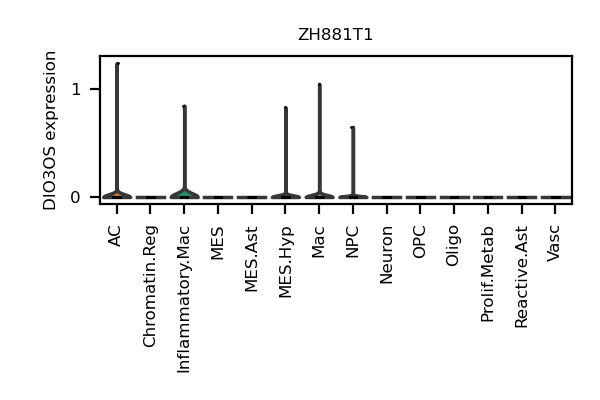 ZH881T1
DIO3OS expression
1
0
AC
Chromatin.Reg
Inflammatory.Mac
MES
MES.Ast
MES.Hyp
Mac
NPC
Neuron
OPC
Oligo
Prolif.Metab
Reactive.Ast
Vasc